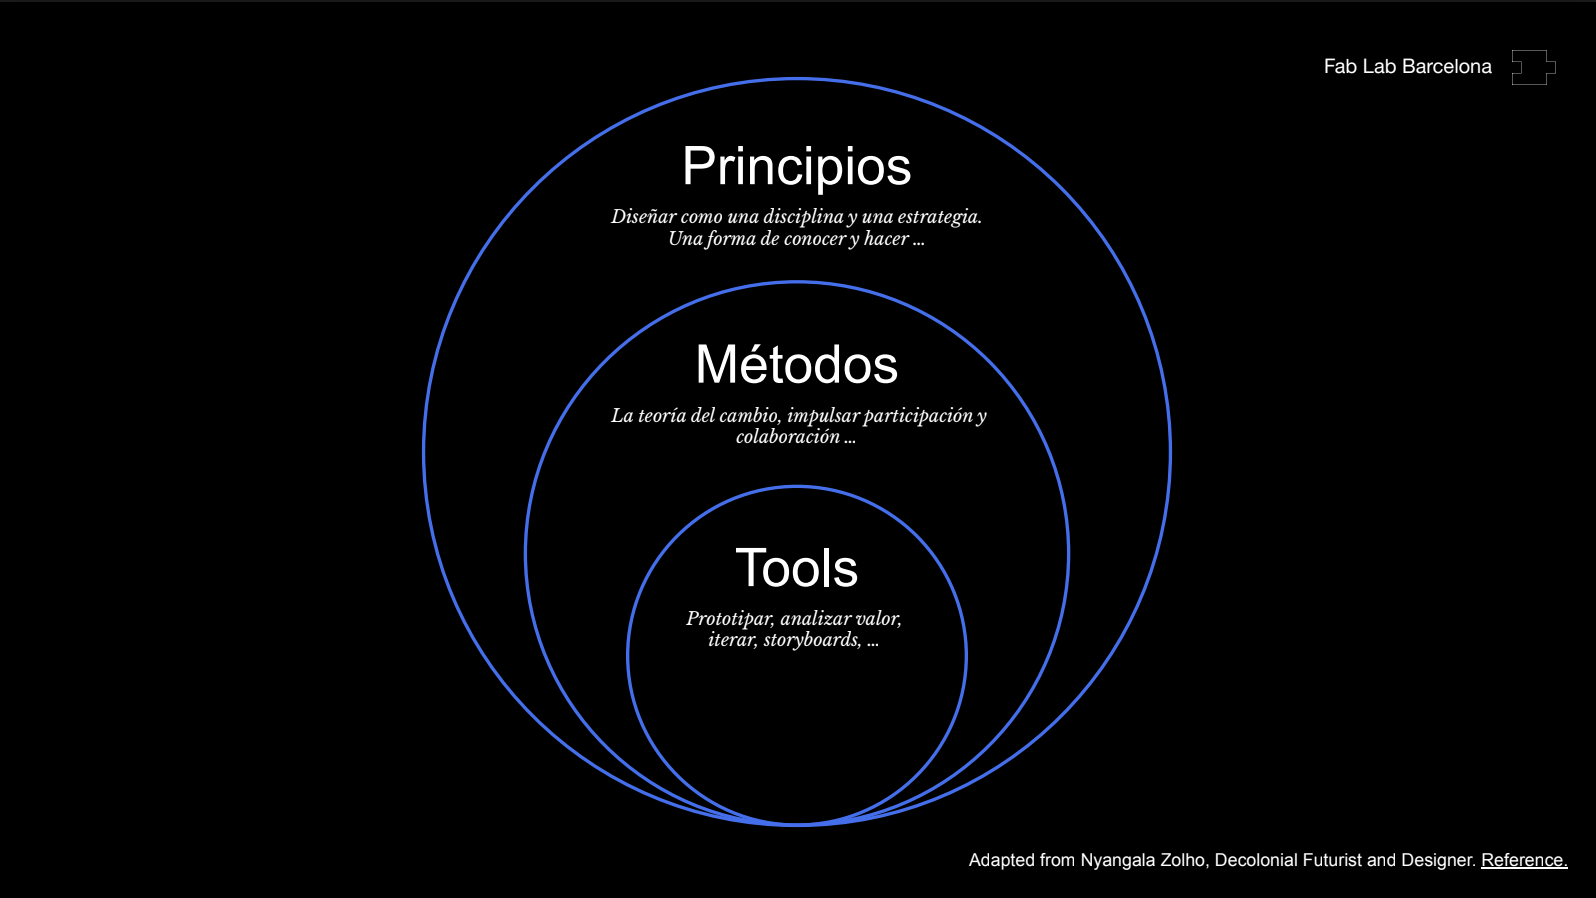 Fab Lab Barcelona
Principios
Diseñar como una disciplina y una estrategia.
Una forma de conocer y hacer ...
Métodos
La teoría del cambio, impulsar participación y
colaboración ...
Tools
Prototipar, analizar valor,
iterar, storyboards, ...
Adapted from Nyangala Zolho, Decolonial Futurist and Designer. Reference.